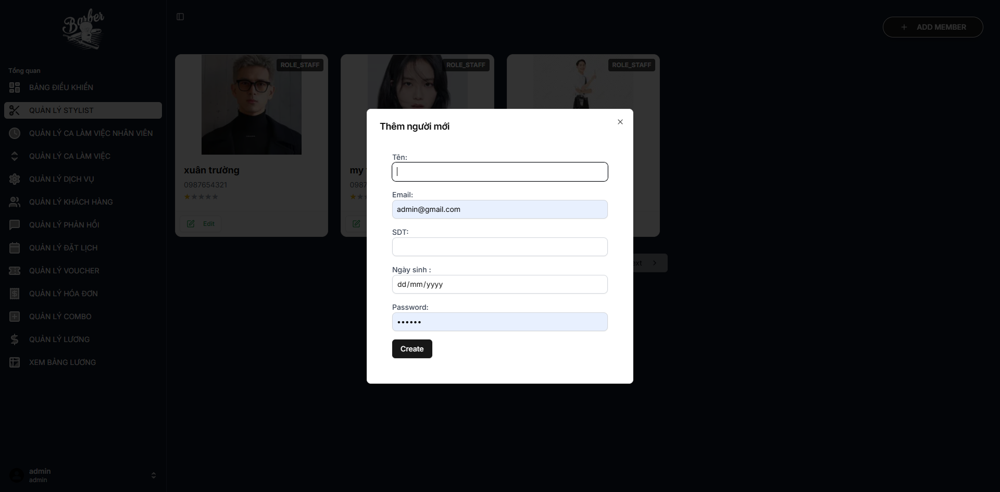 Barber
Tổng quan
BẢNG ĐIỀU KHIỂN
QUẢN LÝ STYLIST
QUẢN LÝ CA LÀM VIỆC NHÂN VIÊN
QUẢN LÝ CA LÀM VIỆC
QUẢN LÝ DỊCH VỤ
QUẢN LÝ KHÁCH HÀNG
QUẢN LÝ PHẢN HỒI
QUẢN LÝ ĐẶT LỊCH
QUẢN LÝ VOUCHER
QUẢN LÝ HÓA ĐƠN
QUẢN LÝ COMBO
QUẢN LÝ LƯƠNG
XEM BẢNG LƯƠNG
admin
admin
ADD MEMBER
ROLE_STAFF
xuân trường
0987654321
Edit
ROLE_STAFF
my
0987
ROLE_STAFF
ext
Thêm người mới
Tên:
Email:
admin@gmail.com
SDT:
Ngày sinh :
dd/mm/yyyy
Password:
••••••
Create